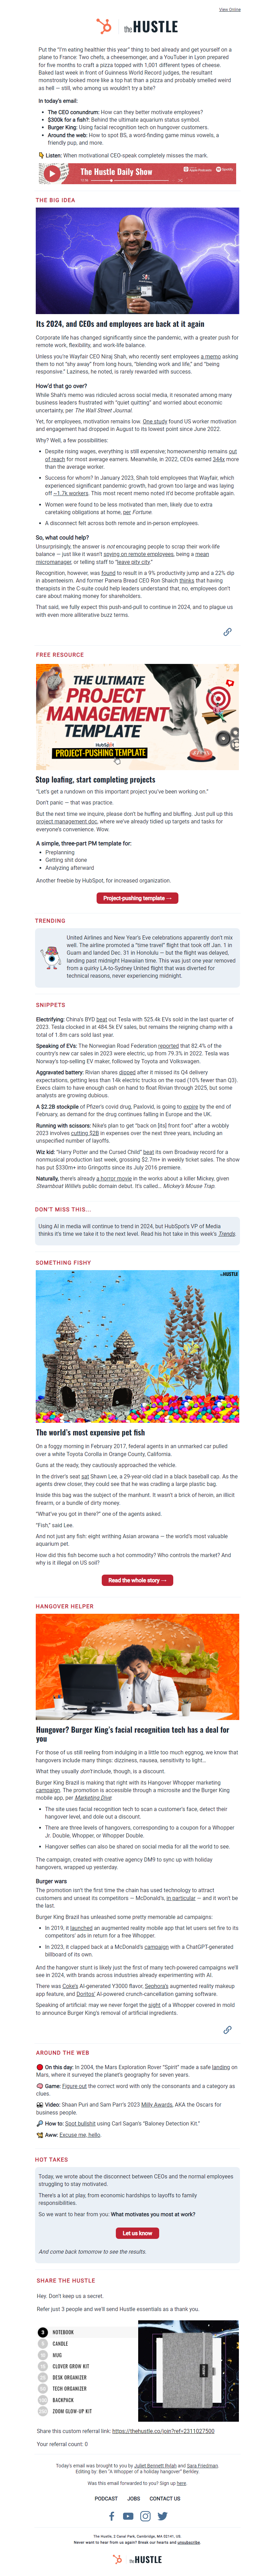 View Online
theHUSTLE
Put the “I’m eating healthier this year” thing to bed already and get yourself on a
plane to France: Two chefs, a cheesemonger, and a YouTuber in Lyon prepared
for five months to craft a pizza topped with 1,001 different types of cheese.
Baked last week in front of Guinness World Record judges, the resultant
monstrosity looked more like a top hat than a pizza and probably smelled weird
as hell — still, who among us wouldn’t try a bite?
In today’s email:
The CEO conundrum: How can they better motivate employees?
$300k for a fish?: Behind the ultimate aquarium status symbol.
Burger King: Using facial recognition tech on hungover customers.
Around the web: How to spot BS, a word-finding game minus vowels, a
friendly pup, and more.
Listen: When motivational CEO-speak completely misses the mark.
The Hustle Daily Show
THE BIG IDEA
Its 2024, and CEOs and employees are back at it again
Corporate life has changed significantly since the pandemic, with a greater push for
remote work, flexibility, and work-life balance.
Unless you’re Wayfair CEO Niraj Shah, who recently sent employees a memo asking
them to not “shy away” from long hours, “blending work and life,” and “being
responsive.” Laziness, he noted, is rarely rewarded with success.
How’d that go over?
While Shah’s memo was ridiculed across social media, it resonated among many
business leaders frustrated with “quiet quitting” and worried about economic
uncertainty, per The Wall Street Journal.
Yet, for employees, motivation remains low. One study found US worker motivation
and engagement had dropped in August to its lowest point since June 2022.
Why? Well, a few possibilities:
Despite rising wages, everything is still expensive; homeownership remains out
of reach for most average earners. Meanwhile, in 2022, CEOs earned 344x more
than the average worker.
Success for whom? In January 2023, Shah told employees that Wayfair, which
experienced significant pandemic growth, had grown too large and was laying
off ~1.7k workers. This most recent memo noted it’d become profitable again.
Women were found to be less motivated than men, likely due to extra
caretaking obligations at home, per Fortune.
A disconnect felt across both remote and in-person employees.
So, what could help?
Unsurprisingly, the answer is not encouraging people to scrap their work-life
balance — just like it wasn’t spying on remote employees, being a mean
micromanager, or telling staff to “leave pity city.”
Recognition, however, was found to result in a 9% productivity jump and a 22% dip
in absenteeism. And former Panera Bread CEO Ron Shaich thinks that having
therapists in the C-suite could help leaders understand that, no, employees don’t in
fact care about making money for shareholders.
That said, we fully expect this push-and-pull to continue in 2024, and to plague us
with even more alliterative buzz terms.
FREE RESOURCE
THE ULTIMATE
PROJECT
MANAGEMENT
TEMPLATE
HubSpot
PROJECT-PUSHING TEMPLATE
Stop loafing, start completing projects
“Let’s get a rundown on this important project you’ve been working on.”
Don’t panic — that was practice.
But the next time we inquire, please don’t be huffing and bluffing. Just pull up this
project management doc, where we’ve already filled up targets and tasks for
everyone’s convenience. Wow.
A simple, three-part PM template for:
Preplanning
Getting shit done
Analyzing afterward
Another freebie by HubSpot, for increased organization.
Project-pushing template →
TRENDING
United Airlines and New Year’s Eve celebrations apparently don’t mix
well. The airline promoted a “time travel” flight that took off Jan. 1 in
Guam and landed Dec. 31 in Honolulu — but the flight was delayed,
landing past midnight Hawaiian time. This was just one year removed
from a quirky LA-to-Sydney United flight that was diverted for
technical reasons, never experiencing midnight.
SNIPPETS
Electrifying: China’s BYD beat out Tesla with 525.4k EVs sold in the last quarter of
2023. Tesla clocked in at 484.5k EV sales, but remains the reigning champ with a
total of 1.8m cars sold last year.
Speaking of EVs: The Norwegian Road Federation reported that 82.4% of the
country’s new car sales in 2023 were electric, up from 79.3% in 2022. Tesla was
Norway’s bestselling EV maker, followed by Toyota and Volkswagen.
Aggravated battery: Rivian shares dipped after it missed its Q4 delivery
expectations, getting less than 14k electric trucks on the road (10% fewer than Q3).
Execs claim to have enough cash on hand to float Rivian through 2025, but some
analysts are growing dubious.
A $2.2B stockpile of Pfizer’s covid drug, Paxlovid, is going to expire by the end of
February, as demand for the drug continues falling in Europe and the UK.
Running with scissors: Nike’s plan to get “back on [its] front foot” after a wobbly
2023 involves cutting $2B in expenses over the next three years, including an
unspecified number of layoffs.
Wiz kid: “Harry Potter and the Cursed Child” beat its own Broadway record for a
nonmusical production last week, grossing $2.7m+ in weekly ticket sales. The show
has put $330m+ into Gringotts since its July 2016 premiere.
Naturally, there’s already a horror movie in the works about a killer Mickey, given
Steamboat Willie’s public domain debut. It’s called… Mickey’s Mouse Trap.
DON’T MISS THIS…
Using AI in media will continue to trend in 2024, but HubSpot’s VP of Media
thinks it’s time we take it to the next level. Read his hot take in this week’s Trends.
SOMETHING FISHY
theHUSTLE
The world’s most expensive pet fish
On a foggy morning in February 2017, federal agents in an unmarked car pulled
over a white Toyota Corolla in Orange County, California.
Guns at the ready, they cautiously approached the vehicle.
In the driver’s seat sat Shawn Lee, a 29-year-old clad in a black baseball cap. As the
agents drew closer, they could see that he was cradling a large plastic bag.
Inside this bag was the subject of the manhunt. It wasn’t a brick of heroin, an illicit
firearm, or a bundle of dirty money.
“What’ve you got in there?” one of the agents asked.
“Fish,” said Lee.
And not just any fish: eight writhing Asian arowana — the world’s most valuable
aquarium pet.
How did this fish become such a hot commodity? Who controls the market? And
why is it illegal on US soil?
Read the whole story →
HANGOVER HELPER
Hungover? Burger King’s facial recognition tech has a deal for
you
For those of us still reeling from indulging in a little too much eggnog, we know that
hangovers include many things: dizziness, nausea, sensitivity to light…
What they usually don’t include, though, is a discount.
Burger King Brazil is making that right with its Hangover Whopper marketing
campaign. The promotion is accessible through a microsite and the Burger King
mobile app, per Marketing Dive:
The site uses facial recognition tech to scan a customer’s face, detect their
hangover level, and dole out a discount.
There are three levels of hangovers, corresponding to a coupon for a Whopper
Jr. Double, Whopper, or Whopper Double.
Hangover selfies can also be shared on social media for all the world to see.
The campaign, created with creative agency DM9 to sync up with holiday
hangovers, wrapped up yesterday.
Burger wars
The promotion isn’t the first time the chain has used technology to attract
customers and unseat its competitors — McDonald’s, in particular — and it won’t be the
last.
Burger King Brazil has unleashed some pretty memorable ad campaigns:
In 2019, it launched an augmented reality mobile app that let users set fire to its
competitors’ ads in return for a free Whopper.
In 2023, it clapped back at a McDonald’s campaign with a ChatGPT-generated
billboard of its own.
And the hangover stunt is likely just the first of many tech-powered campaigns we’ll
see in 2024, with brands across industries already experimenting with AI.
There was Coke’s AI-generated Y3000 flavor, Sephora’s augmented reality makeup
app feature, and Doritos’ AI-powered crunch-cancellation gaming software.
Speaking of artificial: may we never forget the sight of a Whopper covered in mold
to announce Burger King’s removal of artificial ingredients.
AROUND THE WEB
On this day: In 2004, the Mars Exploration Rover “Spirit” made a safe landing on
Mars, where it surveyed the planet’s geography for seven years.
Game: Figure out the correct word with only the consonants and a category as
clues.
Video: Shaan Puri and Sam Parr’s 2023 Milly Awards, AKA the Oscars for
business people.
How to: Spot bullshit using Carl Sagan’s “Baloney Detection Kit.”
Aww: Excuse me, hello.
HOT TAKES
Today, we wrote about the disconnect between CEOs and the normal employees
struggling to stay motivated.
There’s a lot at play, from economic hardships to layoffs to family
responsibilities.
So we want to hear from you: What motivates you most at work?
Let us know
And come back tomorrow to see the results.
SHARE THE HUSTLE
Hey. Don’t keep us a secret.
Refer just 3 people and we’ll send Hustle essentials as a thank you.
3 NOTEBOOK
CANDLE
MUG
CLOVER GROW KIT
DESK ORGANIZER
TECH ORGANIZER
BACKPACK
ZOOM GLOW-UP KIT
Share this custom referral link: https://thehustle.co/join?ref=2311027500
Your referral count: 0
Today’s email was brought to you by Juliet Bennett Rylah and Sara Friedman.
Editing by: Ben “A Whopper of a holiday hangover” Berkley.
Was this email forwarded to you? Sign up here.
PODCAST JOBS CONTACT US
The Hustle, 2 Canal Park, Cambridge, MA 02141, US.
Never want to hear from us again? Break our hearts and unsubscribe.
theHUSTLE